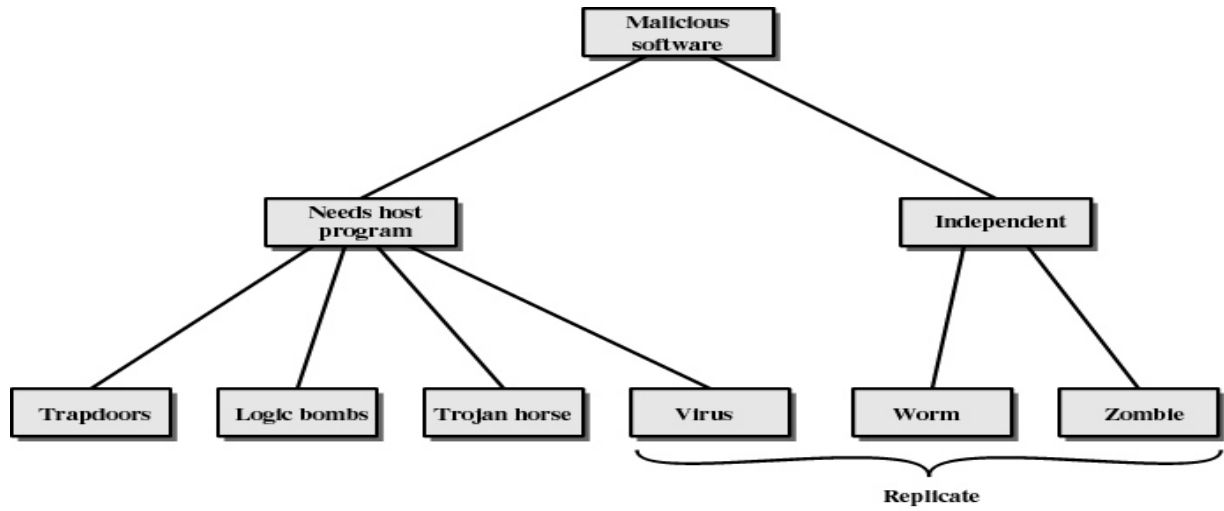 Malicious
software
Needs host
program
Independent
Trapdoors
Logic bombs
Trojan horse
Virus
Worm
Zombie
Replicate